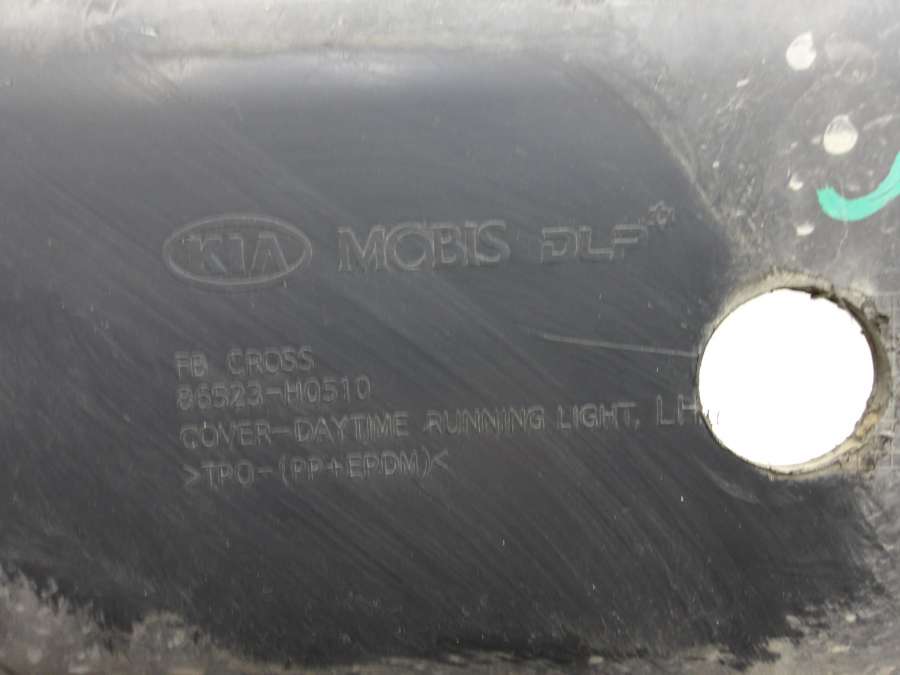 KIA MOBIS DLP
FB CROSS
86523-H0510
COVER-DAYTIME RUNNING LIGHT, LH
>TPO-(PP+EPDM)<